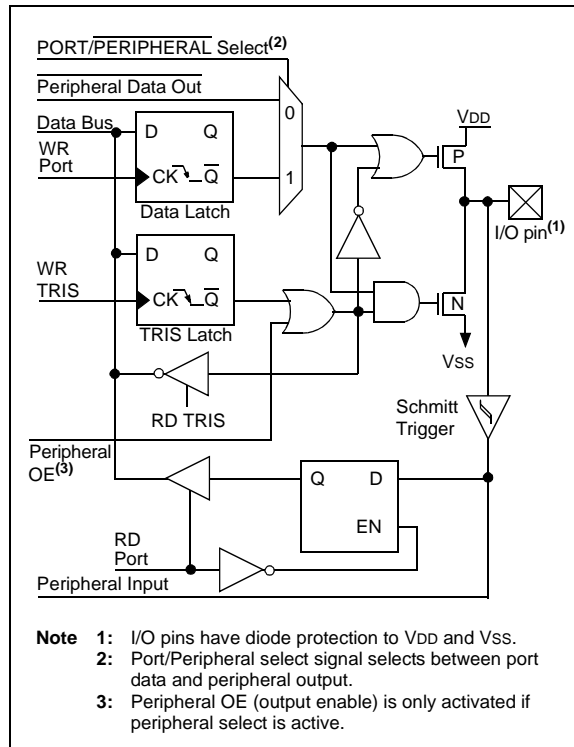 PORT/PERIPHERAL Select(2)
Peripheral Data Out
Data Bus
D Q
0
VDD
WR
Port
CK Q
1
P
Data Latch
I/O pin(1)
D Q
WR
TRIS
CK Q
N
TRIS Latch
VSS
RD TRIS
Schmitt
Trigger
Peripheral
OE(3)
Q D
EN
RD
Port
Peripheral Input
Note 1: I/O pins have diode protection to VDD and VSS.
2: Port/Peripheral select signal selects between port
data and peripheral output.
3: Peripheral OE (output enable) is only activated if
peripheral select is active.